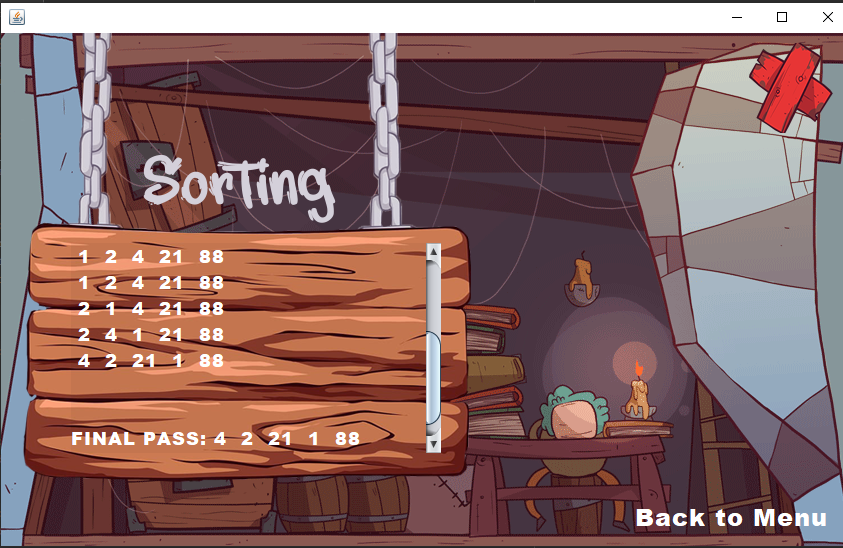 Sorting
1 2 4 21 88
1 2 4 21 88
2 1 4 21 88
2 4 1 21 88
4 2 21 1 88
FINAL PASS: 4 2 21 1 88
Back to Menu